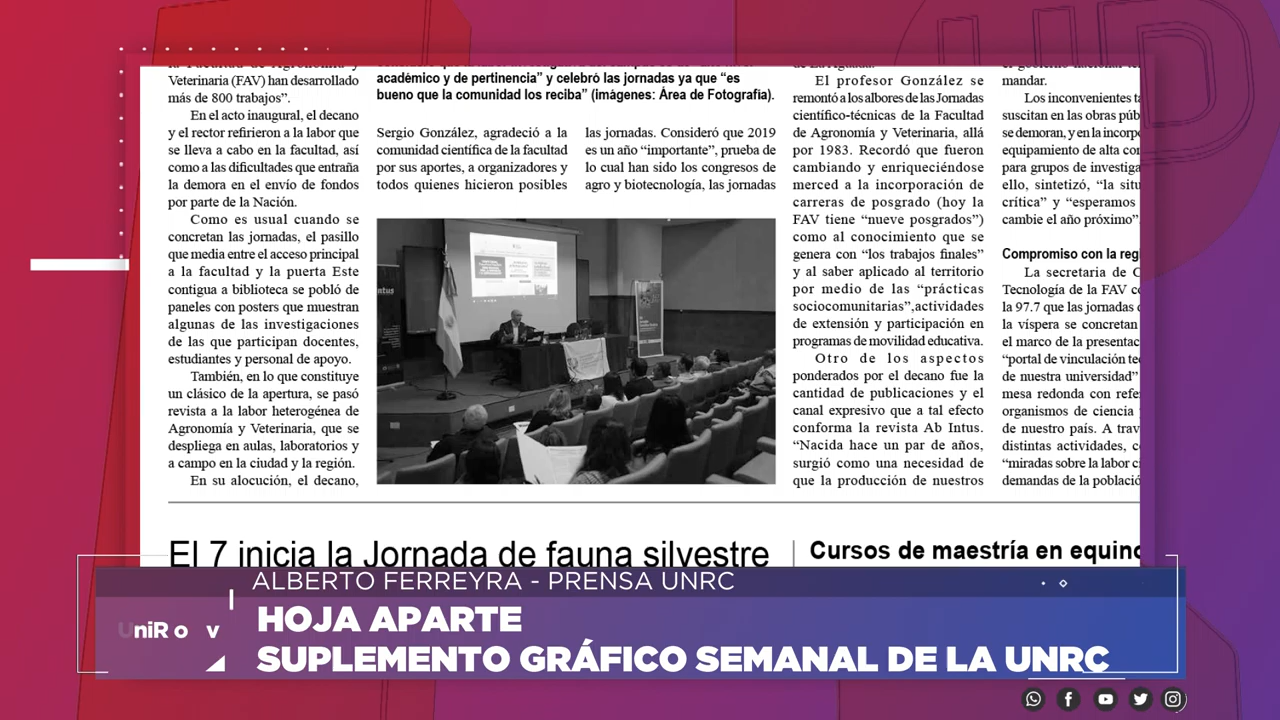 Veterinaria (FAV) han desarrollado
más de 800 trabajos”.
En el acto inaugural, el decano
y el rector refirieron a la labor que
se lleva a cabo en la facultad, así
como a las dificultades que entraña
la demora en el envío de fondos
por parte de la Nación.
Como es usual cuando se
concretan las jornadas, el pasillo
que media entre el acceso principal
a la facultad y la puerta Este
contigua a biblioteca se pobló de
paneles con posters que muestran
algunas de las investigaciones
de las que participan docentes,
estudiantes y personal de apoyo.
También, en lo que constituye
un clásico de la apertura, se pasó
revista a la labor heterogénea de
Agronomía y Veterinaria, que se
despliega en aulas, laboratorios y
a campo en la ciudad y la región.
En su alocución, el decano,
académico y de pertinencia” y celebró las jornadas ya que “es
bueno que la comunidad los reciba” (imágenes: Área de Fotografía).
Sergio González, agradeció a la
comunidad científica de la facultad
por sus aportes, a organizadores y
todos quienes hicieron posibles
las jornadas. Consideró que 2019
es un año “importante”, prueba de
lo cual han sido los congresos de
agro y biotecnología, las jornadas
El profesor González se
remontó a los albores de las Jornadas
científico-técnicas de la Facultad
de Agronomía y Veterinaria, allá
por 1983. Recordó que fueron
cambiando y enriqueciéndose
merced a la incorporación de
carreras de posgrado (hoy la
FAV tiene “nueve posgrados”)
como al conocimiento que se
genera con “los trabajos finales”
y al saber aplicado al territorio
por medio de las “prácticas
sociocomunitarias”,actividades
de extensión y participación en
programas de movilidad educativa.
Otro de los aspectos
ponderados por el decano fue la
cantidad de publicaciones y el
canal expresivo que a tal efecto
conforma la revista Ab Intus.
“Nacida hace un par de años,
surgió como una necesidad de
que la producción de nuestros
mandar.
Los inconvenientes
suscitan en las obras
se demoran, y en la
equipamiento de alta
para grupos de
ello, sintetizó, “la
crítica” y “esperamos
cambie el año próximo”
Compromiso con la
La secretaria de
Tecnología de la FAV
la 97.7 que las jornadas
la víspera se concretan
el marco de la
“portal de vinculación
de nuestra universidad”
mesa redonda con
organismos de ciencia
de nuestro país. A
distintas actividades,
“miradas sobre la labor
demandas de la
El 7 inicia la Jornada de fauna silvestre
Cursos de maestría en
ALBERTO FERREYRA - PRENSA UNRC
UniR o v
HOJA APARTE
SUPLEMENTO GRÁFICO SEMANAL DE LA UNRC